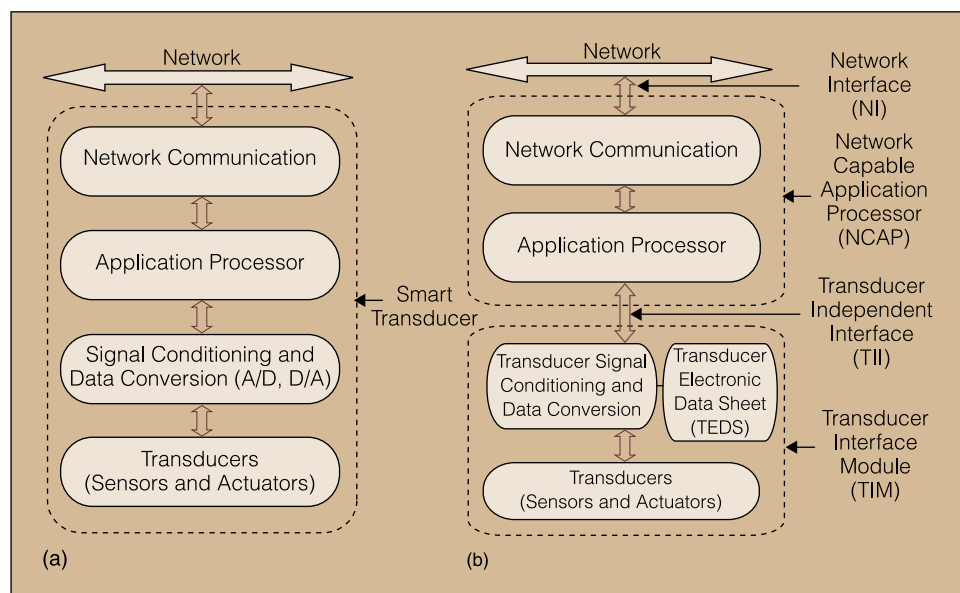 Network
Network Communication
Application Processor
Signal Conditioning and
Data Conversion (A/D, D/A)
Transducers
(Sensors and Actuators)
Smart
Transducer
(a)
Network
Network Communication
Application Processor
Transducer Signal
Conditioning and
Data Conversion
Transducer
Electronic
Data Sheet
(TEDS)
Transducers
(Sensors and Actuators)
(b)
Network
Interface
(NI)
Network
Capable
Application
Processor
(NCAP)
Transducer
Independent
Interface
(TII)
Transducer
Interface
Module
(TIM)